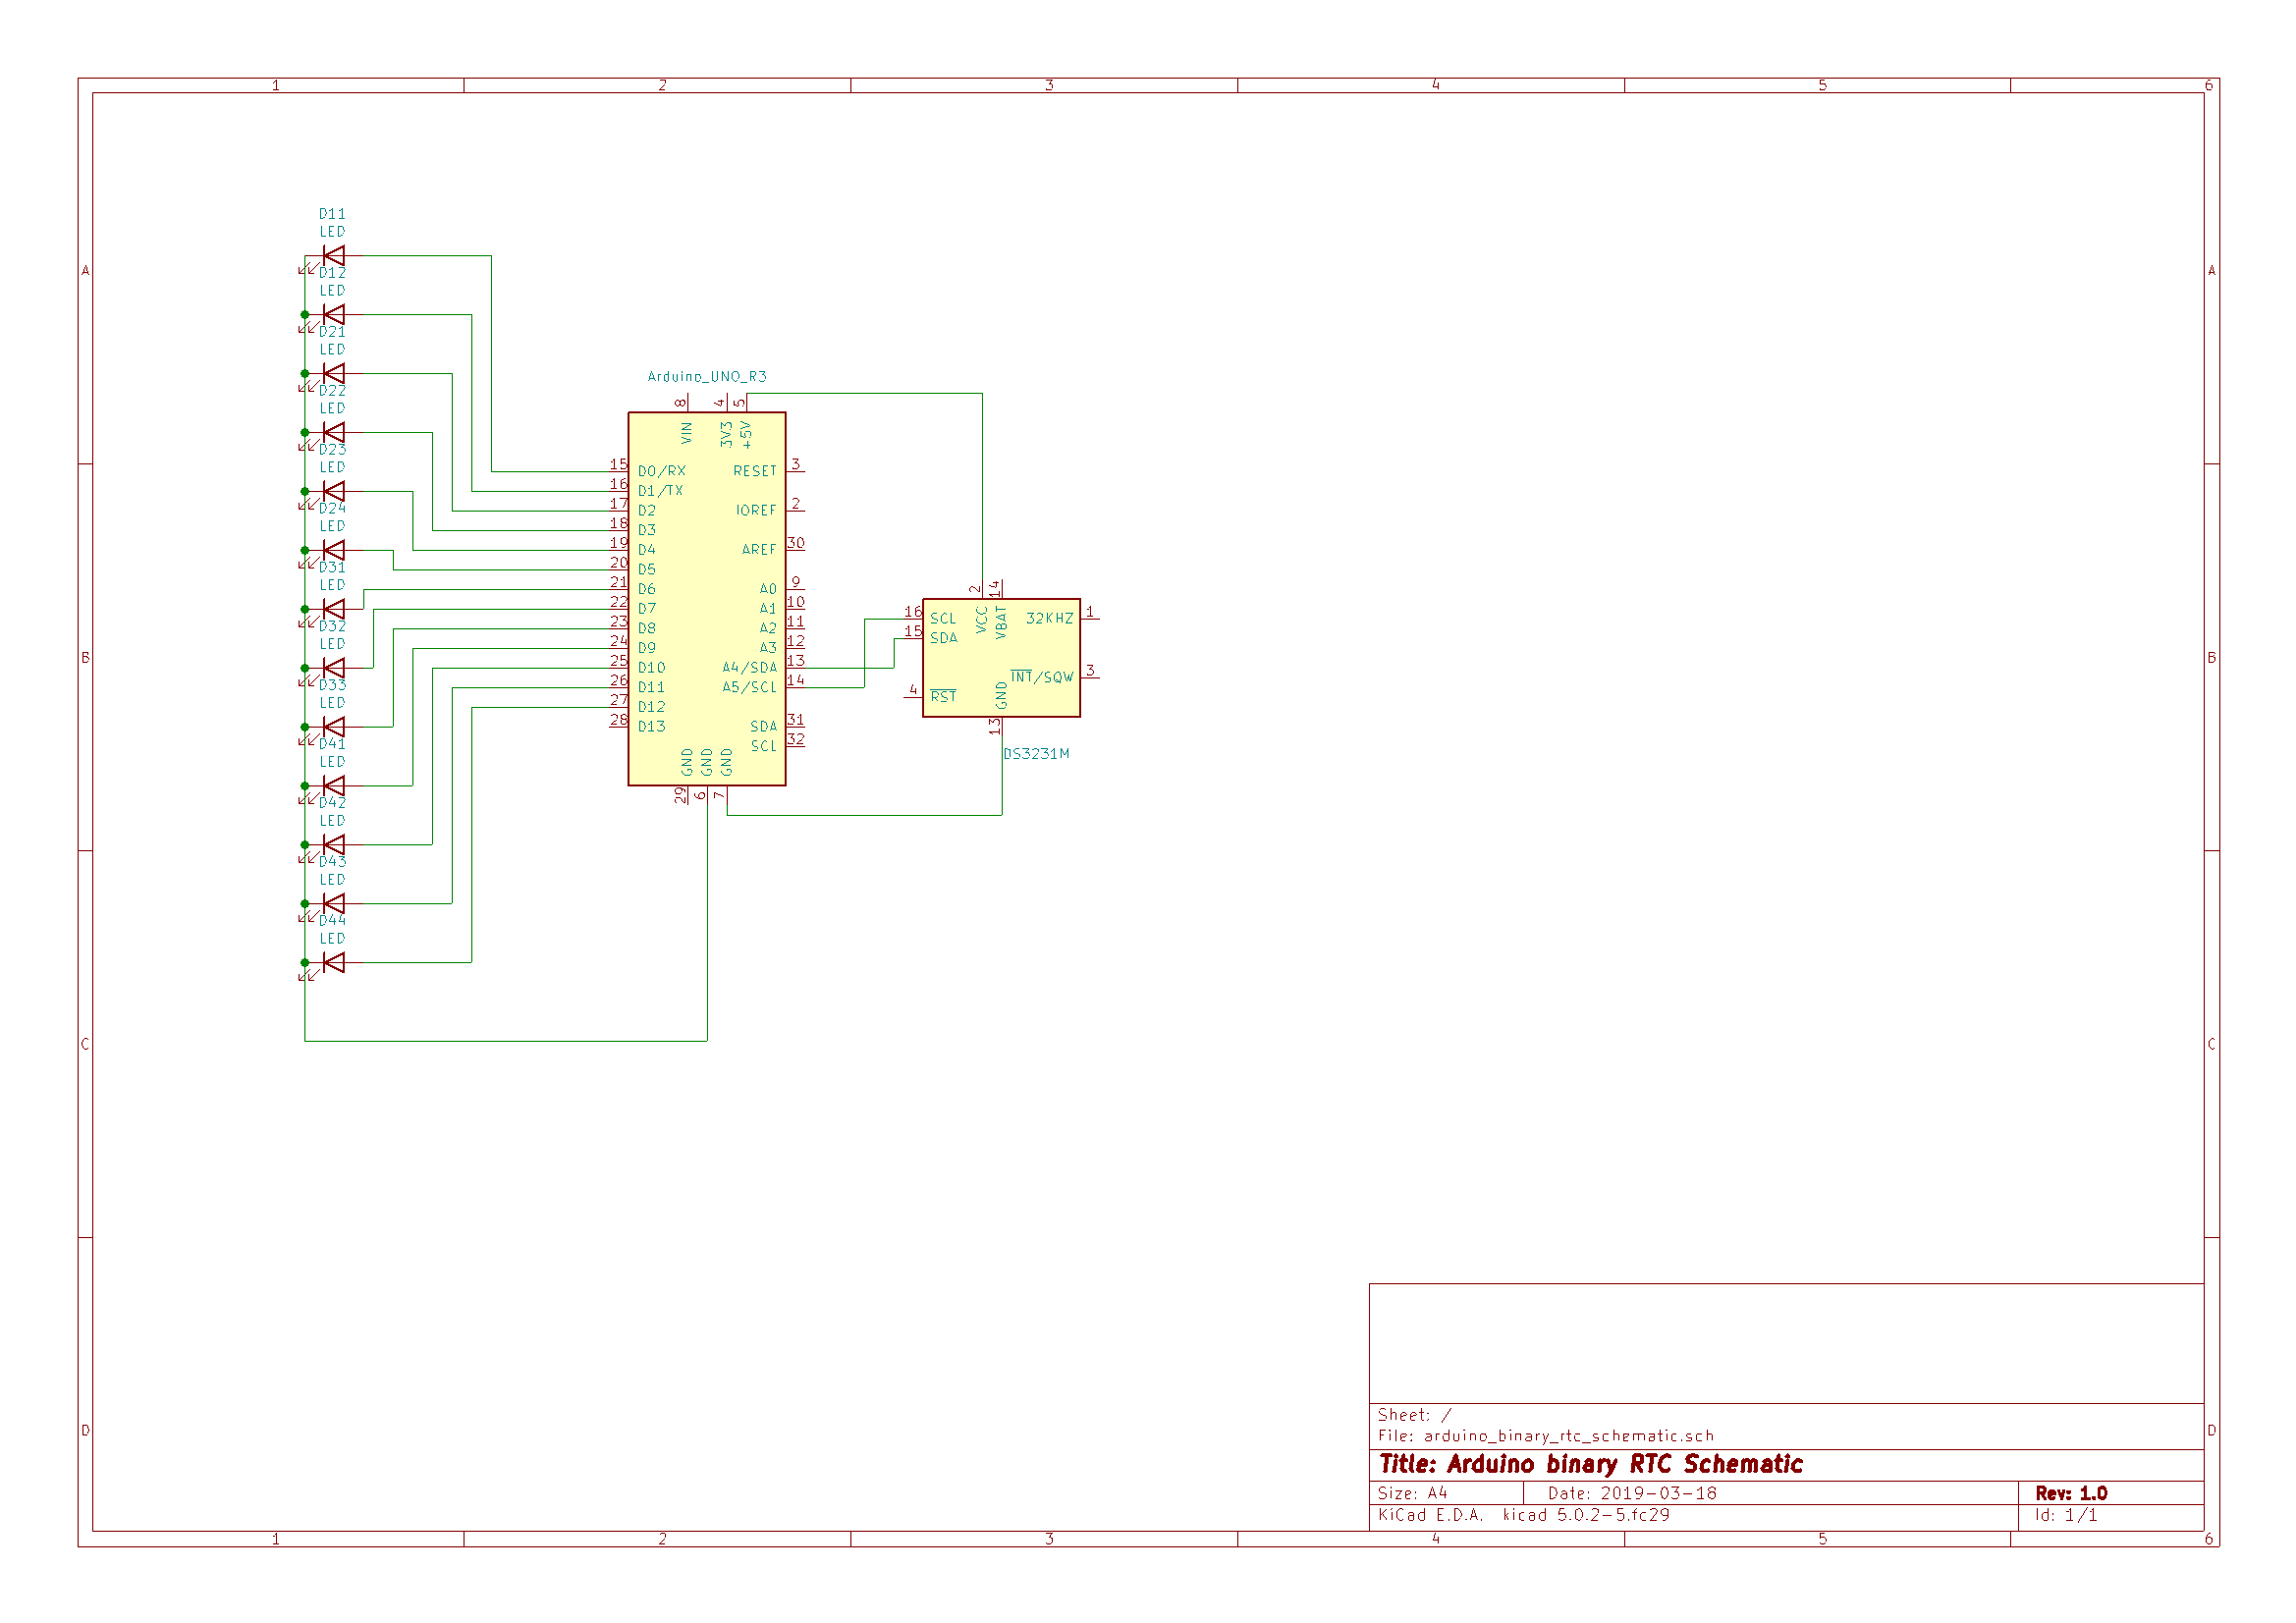 1 2 3 4 5 6
A A
B B
C C
D D
D11
LED
D12
LED
D21
LED
D22
LED
D23
LED
D24
LED
D31
LED
D32
LED
D33
LED
D41
LED
D42
LED
D43
LED
D44
LED
Arduino_UNO_R3
8 4 5
VIN 3V3 +5V
15 D0/RX RESET 3
16 D1/TX
17 D2 IOREF 2
18 D3
19 D4 AREF 30
20 D5
21 D6 A0 9
22 D7 A1 10
23 D8 A2 11
24 D9 A3 12
25 D10 A4/SDA 13
26 D11 A5/SCL 14
27 D12
28 D13 SDA 31
SCL 32
GND GND GND
29 6 7
2 14
16 SCL VCC VBAT 32KHZ 1
15 SDA
INT/SQW 3
4 RST GND
13
DS3231M
Sheet: /
File: arduino_binary_rtc_schematic.sch
Title: Arduino binary RTC Schematic
Size: A4 Date: 2019-03-18 Rev: 1.0
KiCad E.D.A. kicad 5.0.2-5.fc29 Id: 1/1
1 2 3 4 5 6